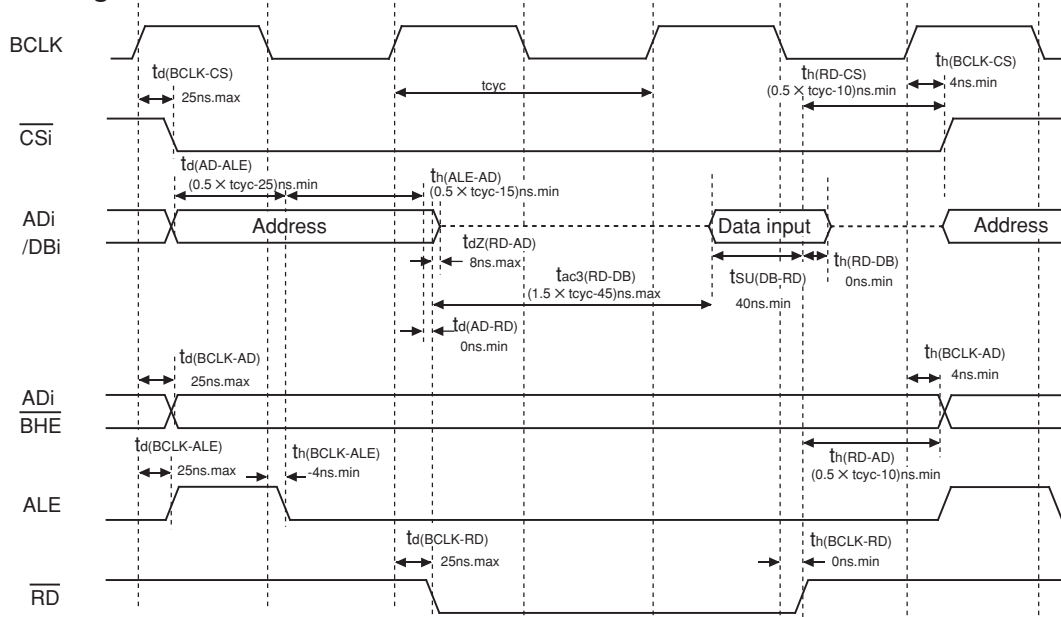 BCLK
td(BCLK-CS)
25ns.max
tcyc
th(RD-CS)
(0.5 × tcyc-10)ns.min
th(BCLK-CS)
4ns.min
CSi
td(AD-ALE)
(0.5 × tcyc-25)ns.min
th(ALE-AD)
(0.5 × tcyc-15)ns.min
ADi
/DBi
Address
Data input
Address
tdZ(RD-AD)
8ns.max
tac3(RD-DB)
(1.5 × tcyc-45)ns.max
tSU(DB-RD)
40ns.min
th(RD-DB)
0ns.min
td(AD-RD)
0ns.min
td(BCLK-AD)
25ns.max
th(BCLK-AD)
4ns.min
ADi
BHE
td(BCLK-ALE)
25ns.max
th(BCLK-ALE)
-4ns.min
th(RD-AD)
(0.5 × tcyc-10)ns.min
ALE
td(BCLK-RD)
25ns.max
th(BCLK-RD)
0ns.min
RD